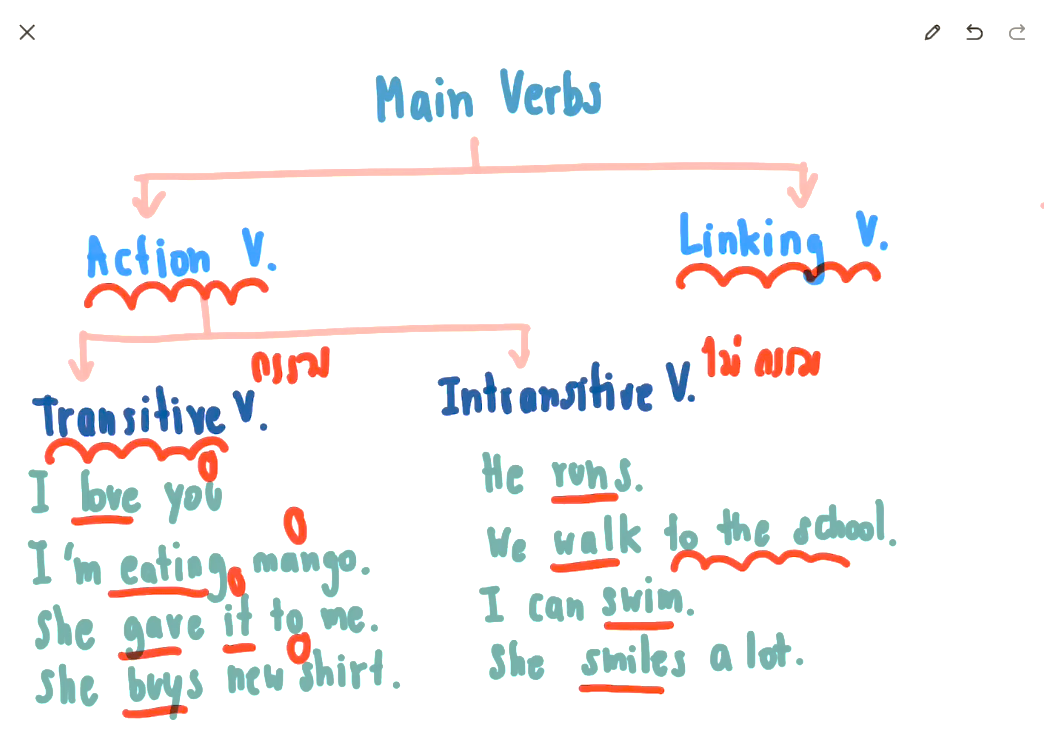 Main Verbs
Action V.
Linking V.
กรรม
ไม่ กรรม
Transitive V.
Intransitive V.
O
I love you
He runs.
O
I'm eating mango.
We walk to the school.
O
She gave it to me.
I can swim.
O
She buys new shirt.
She smiles a lot.